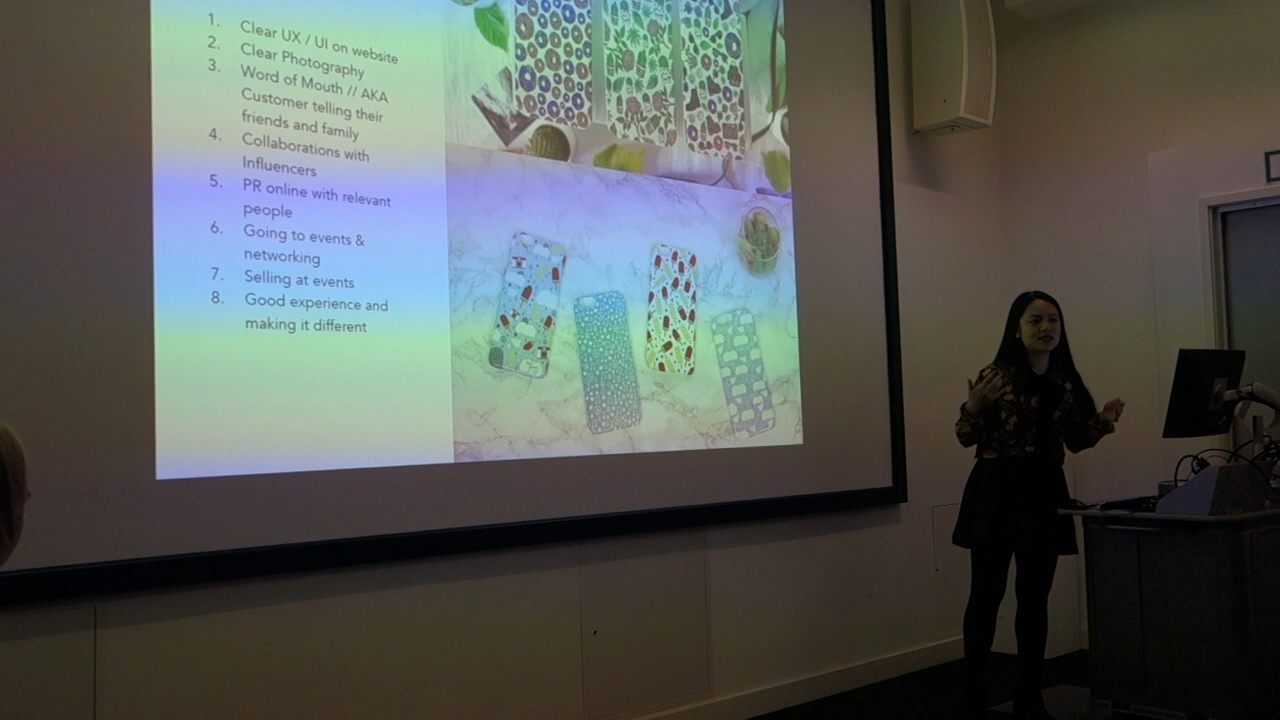 1. Clear UX / UI on website
2. Clear Photography
3. Word of Mouth // AKA
Customer telling their
friends and family
4. Collaborations with
Influencers
5. PR online with relevant
people
6. Going to events &
networking
7. Selling at events
8. Good experience and
making it different